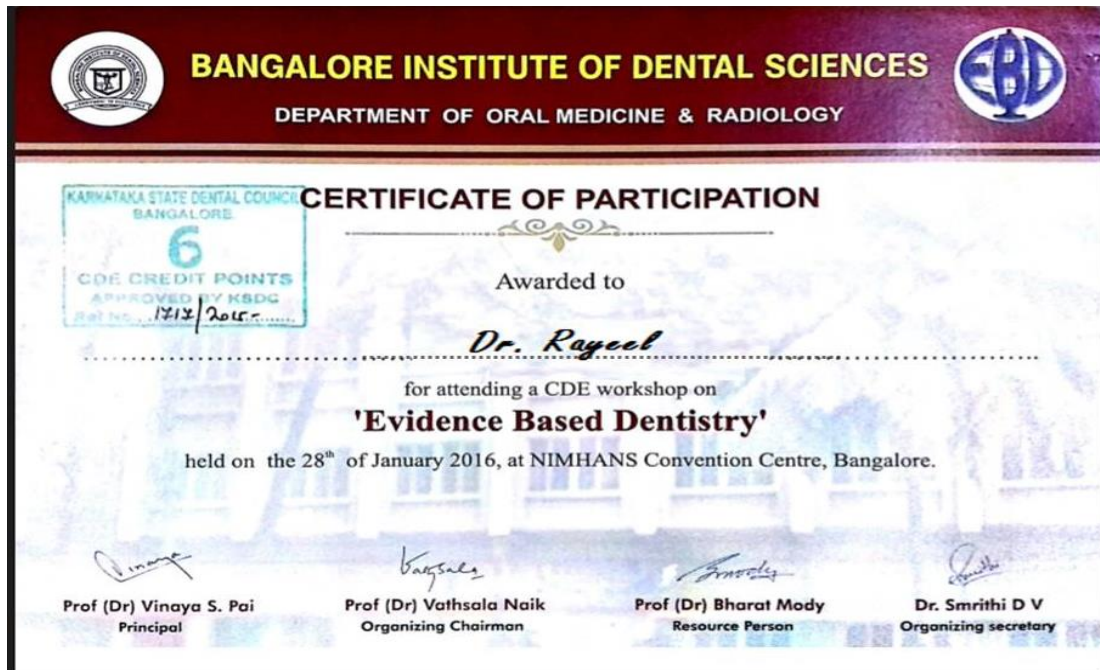 BANGALORE INSTITUTE OF DENTAL SCIENCES
EBD
DEPARTMENT OF ORAL MEDICINE & RADIOLOGY
KARNATAKA STATE DENTAL COUNCIL
BANGALORE
6
CDE CREDIT POINTS
APPROVED BY KSDC
Ref No.
CERTIFICATE OF PARTICIPATION
Awarded to
Dr. Rayeel
for attending a CDE workshop on
'Evidence Based Dentistry'
held on the 28th of January 2016, at NIMHANS Convention Centre, Bangalore.
Prof (Dr) Vinaya S. Pai
Principal
Prof (Dr) Vathsala Naik
Organizing Chairman
Prof (Dr) Bharat Mody
Resource Person
Dr. Smrithi D V
Organizing secretary